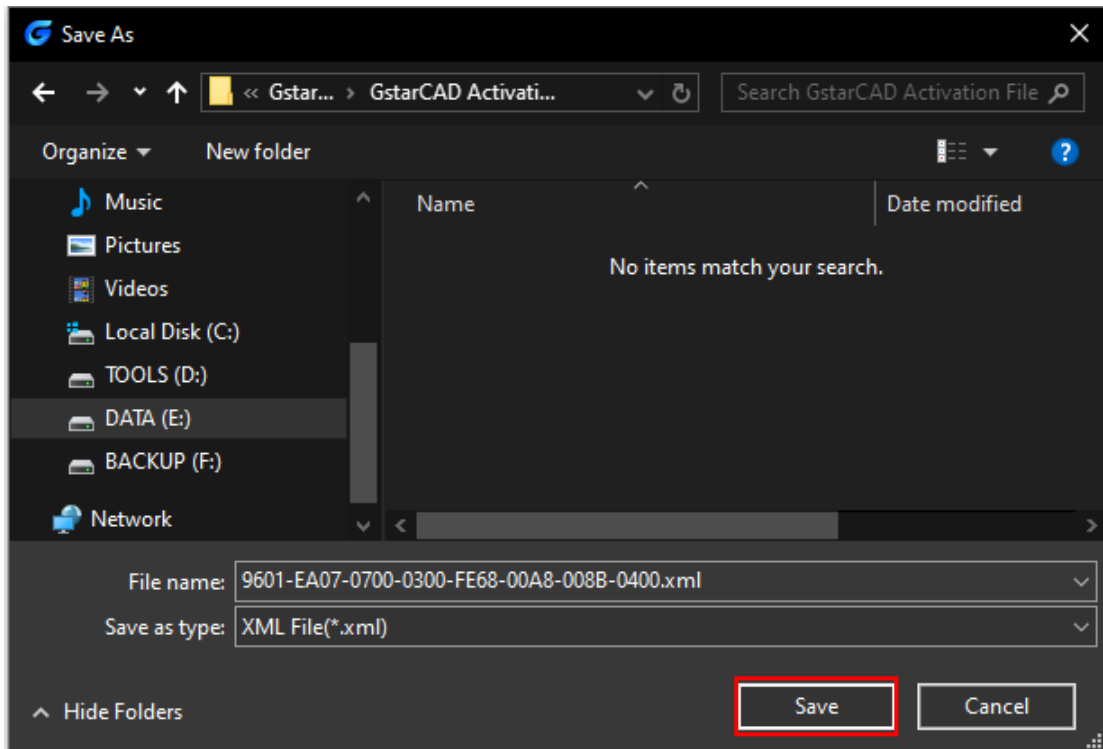 Save As
« Gstar... › GstarCAD Activati...
Search GstarCAD Activation File
Organize
New folder
?
Music
Pictures
Videos
Local Disk (C:)
TOOLS (D:)
DATA (E:)
BACKUP (F:)
Network
Name
Date modified
No items match your search.
File name: 9601-EA07-0700-0300-FE68-00A8-008B-0400.xml
Save as type: XML File(*.xml)
Hide Folders
Save
Cancel